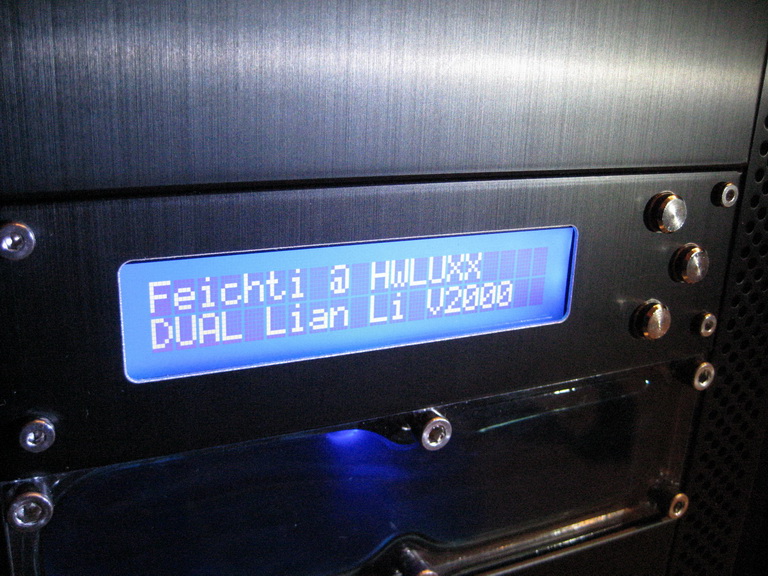 Feichti @ HWLUXX
DUAL Lian Li V2000